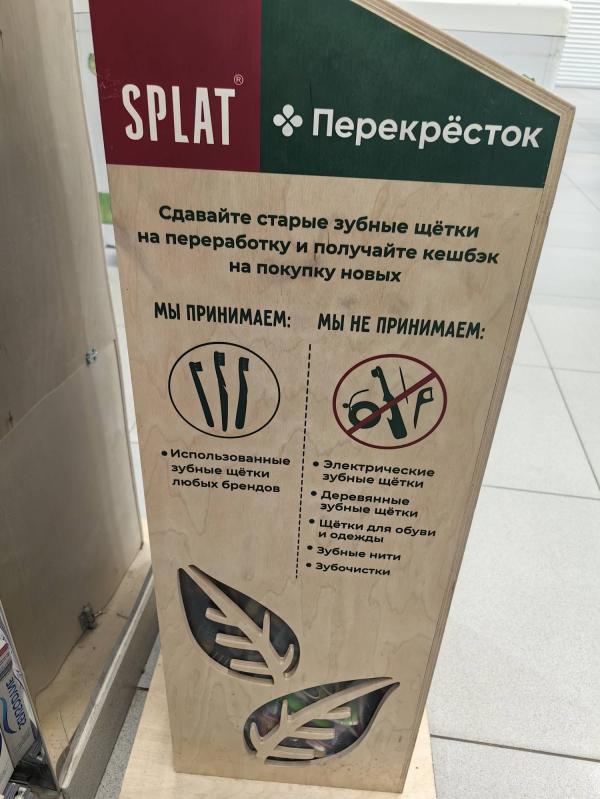 SPLAT®
Перекрёсток
Сдавайте старые зубные щётки
на переработку и получайте кешбэк
на покупку новых
МЫ ПРИНИМАЕМ:
• Использованные
зубные щётки
любых брендов
МЫ НЕ ПРИНИМАЕМ:
• Электрические
зубные щётки
• Деревянные
зубные щётки
• Щётки для обуви
и одежды
• Зубные нити
• Зубочистки
SENSODYNE